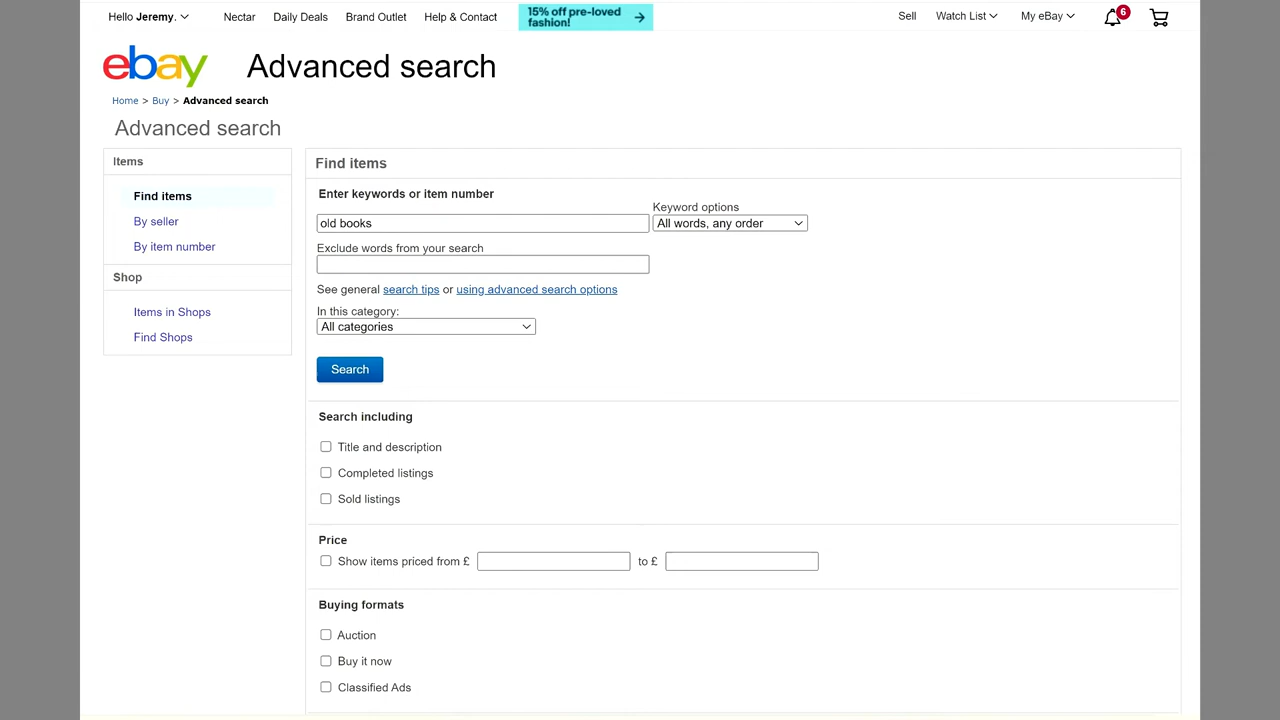 Hello Jeremy. Nectar Daily Deals Brand Outlet Help & Contact 15% off pre-loved fashion! Sell Watch List My eBay 6
ebay Advanced search
Home > Buy > Advanced search
Advanced search
Items
Find items
By seller
By item number
Shop
Items in Shops
Find Shops
Find items
Enter keywords or item number
Keyword options
old books All words, any order
Exclude words from your search
See general search tips or using advanced search options
In this category:
All categories
Search
Search including
Title and description
Completed listings
Sold listings
Price
Show items priced from £ to £
Buying formats
Auction
Buy it now
Classified Ads